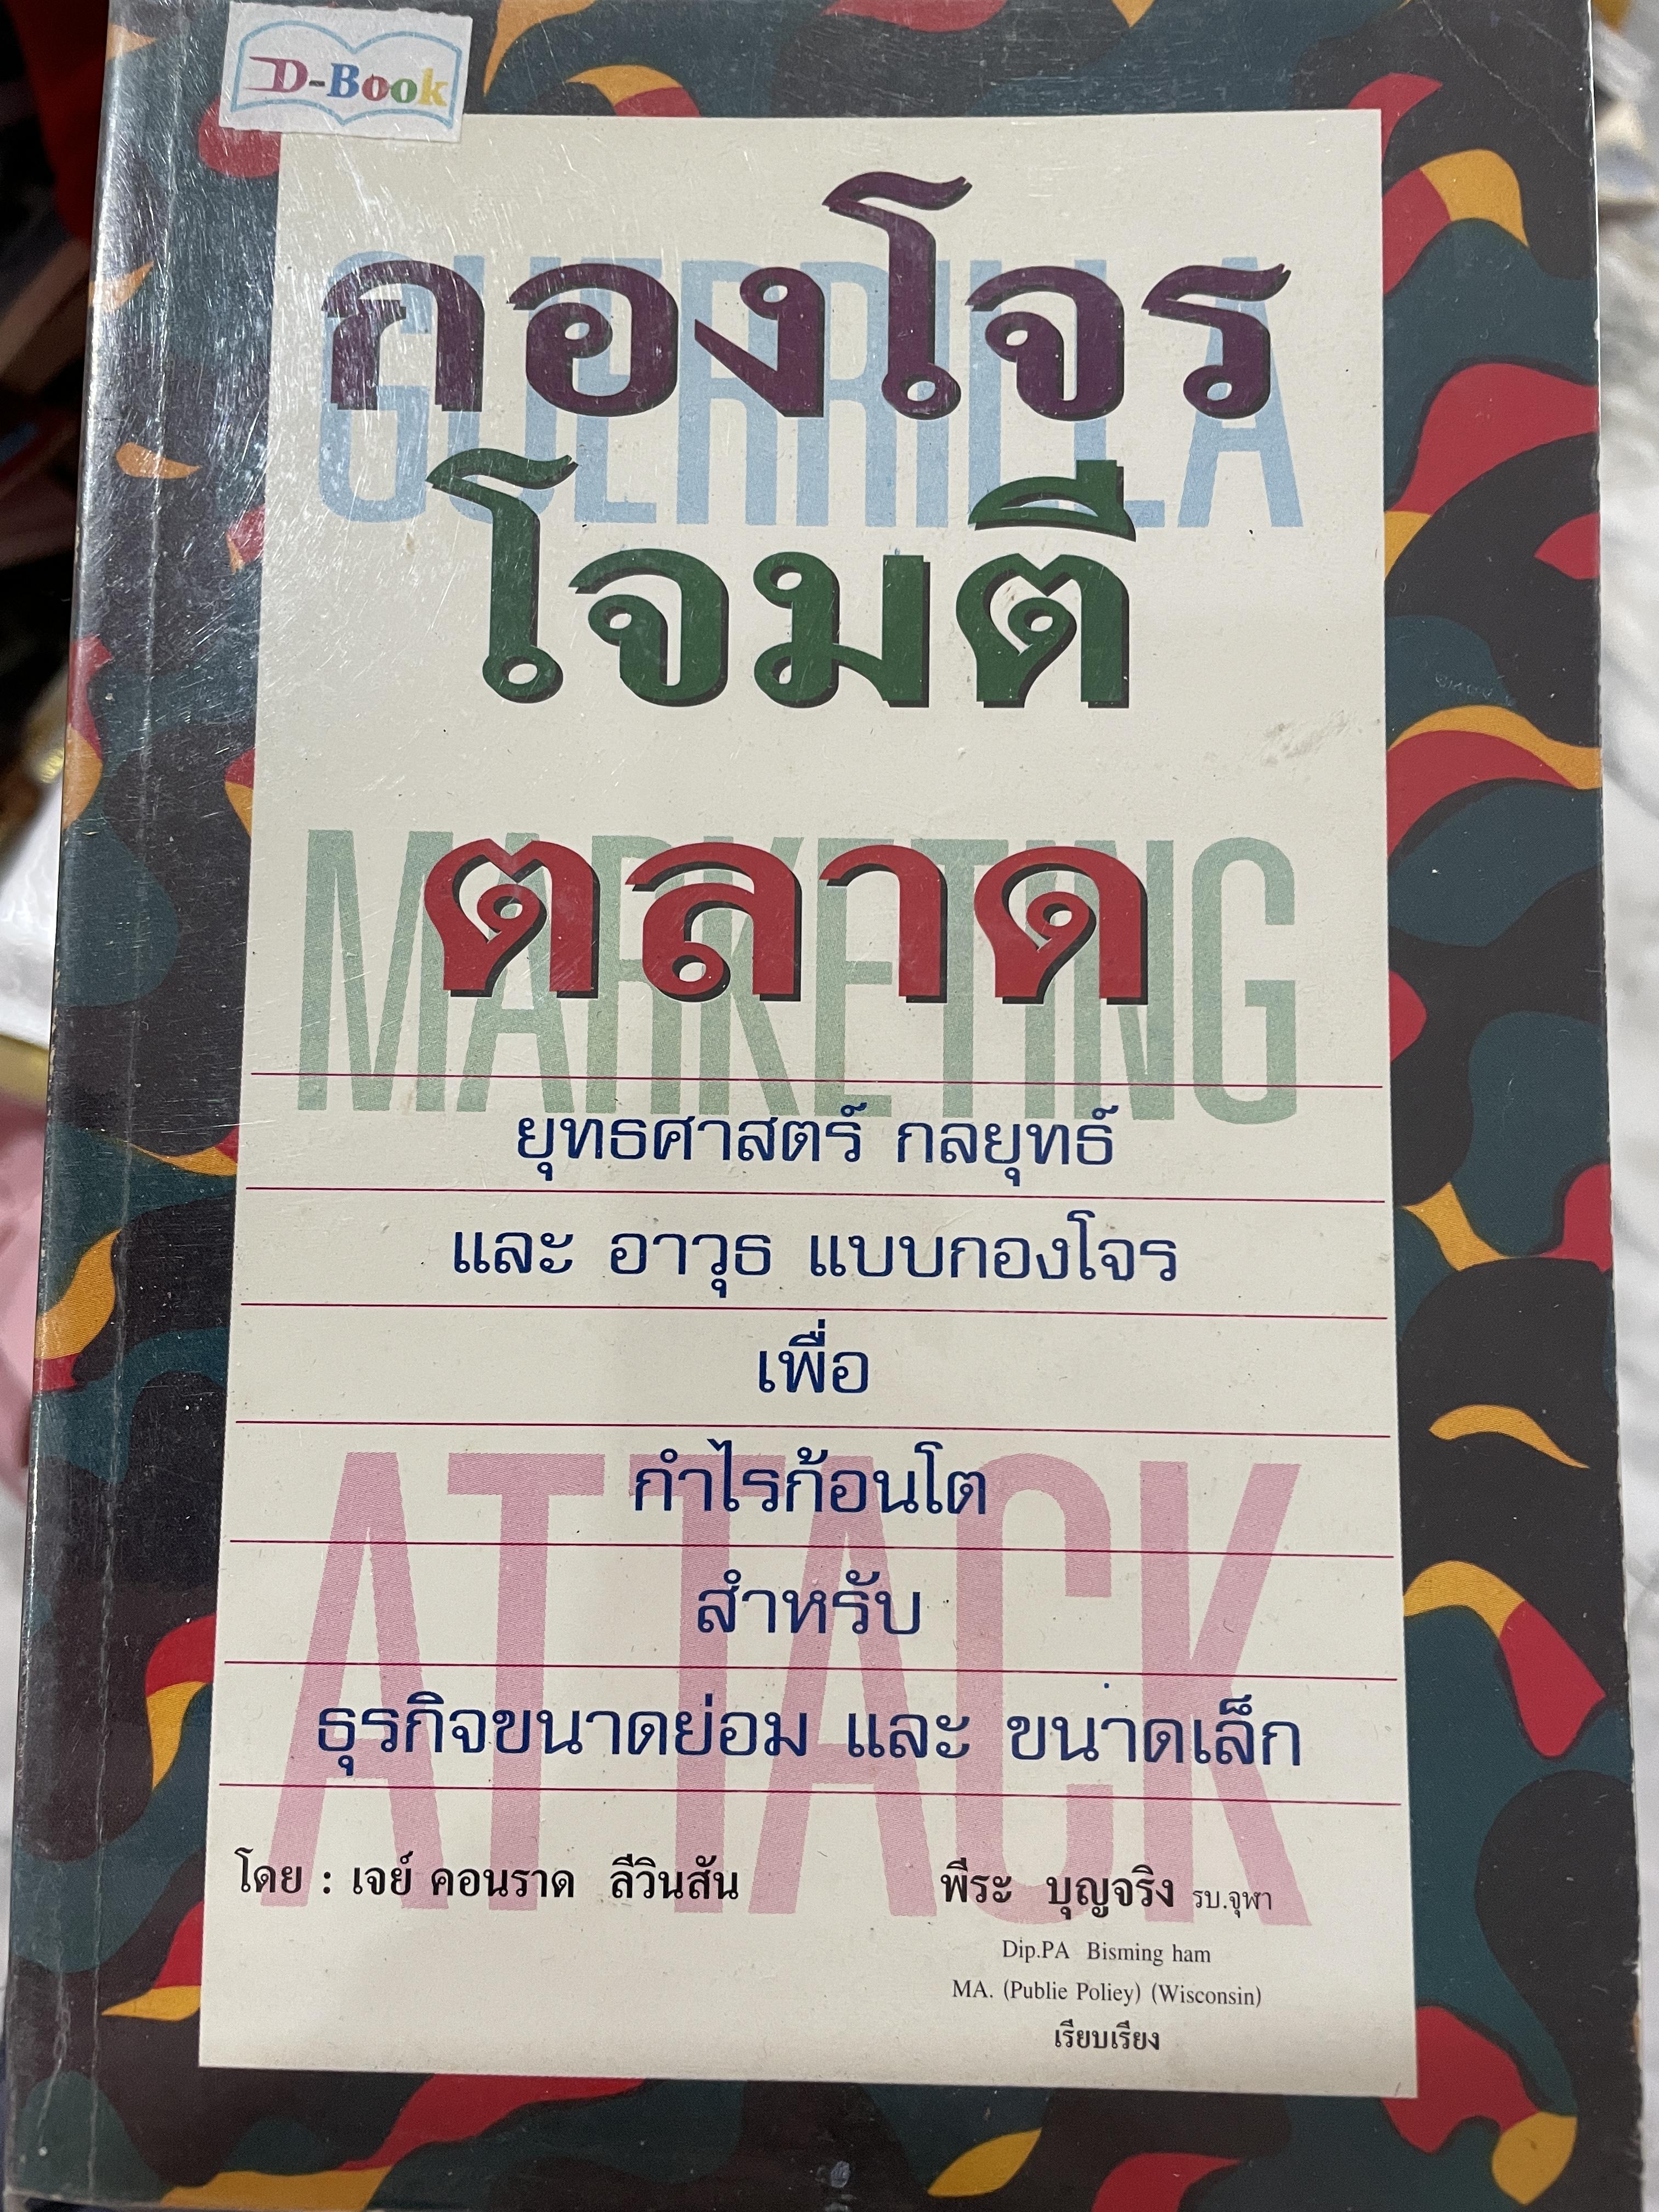 D-Book
กองโจร
GUERRILLA
โจมตี
ตลาด
MARKETING
ยุทธศาสตร์ กลยุทธ์
และ อาวุธ แบบกองโจร
เพื่อ
กำไรก้อนโต
ATTACK
สำหรับ
ธุรกิจขนาดย่อม และ ขนาดเล็ก
โดย : เจย์ คอนราด ลีวินสัน
พีระ บุญจริง รบ.จุฬา
Dip.PA Bisming ham
MA. (Publie Poliey) (Wisconsin)
เรียบเรียง